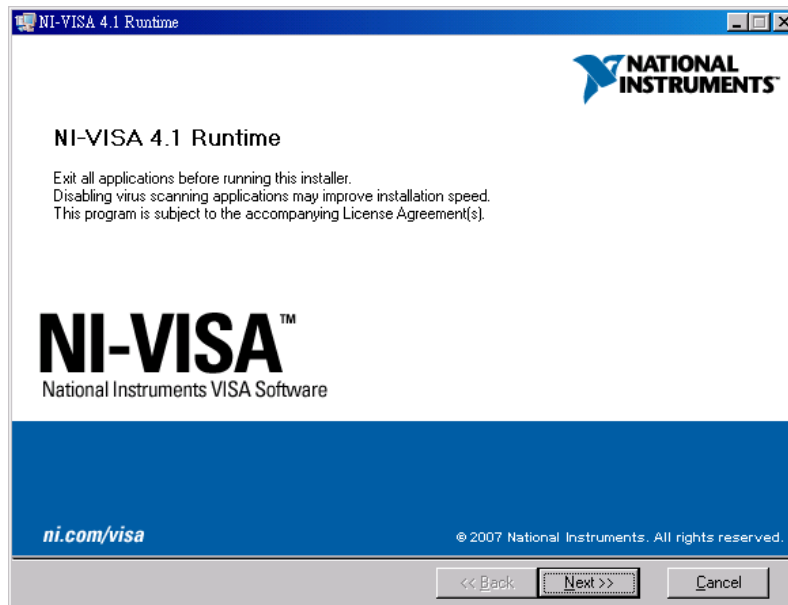 NI-VISA 4.1 Runtime
NATIONAL
INSTRUMENTS™
NI-VISA 4.1 Runtime
Exit all applications before running this installer.
Disabling virus scanning applications may improve installation speed.
This program is subject to the accompanying License Agreement(s).
NI-VISA™
National Instruments VISA Software
ni.com/visa
© 2007 National Instruments. All rights reserved.
<< Back
Next >>
Cancel